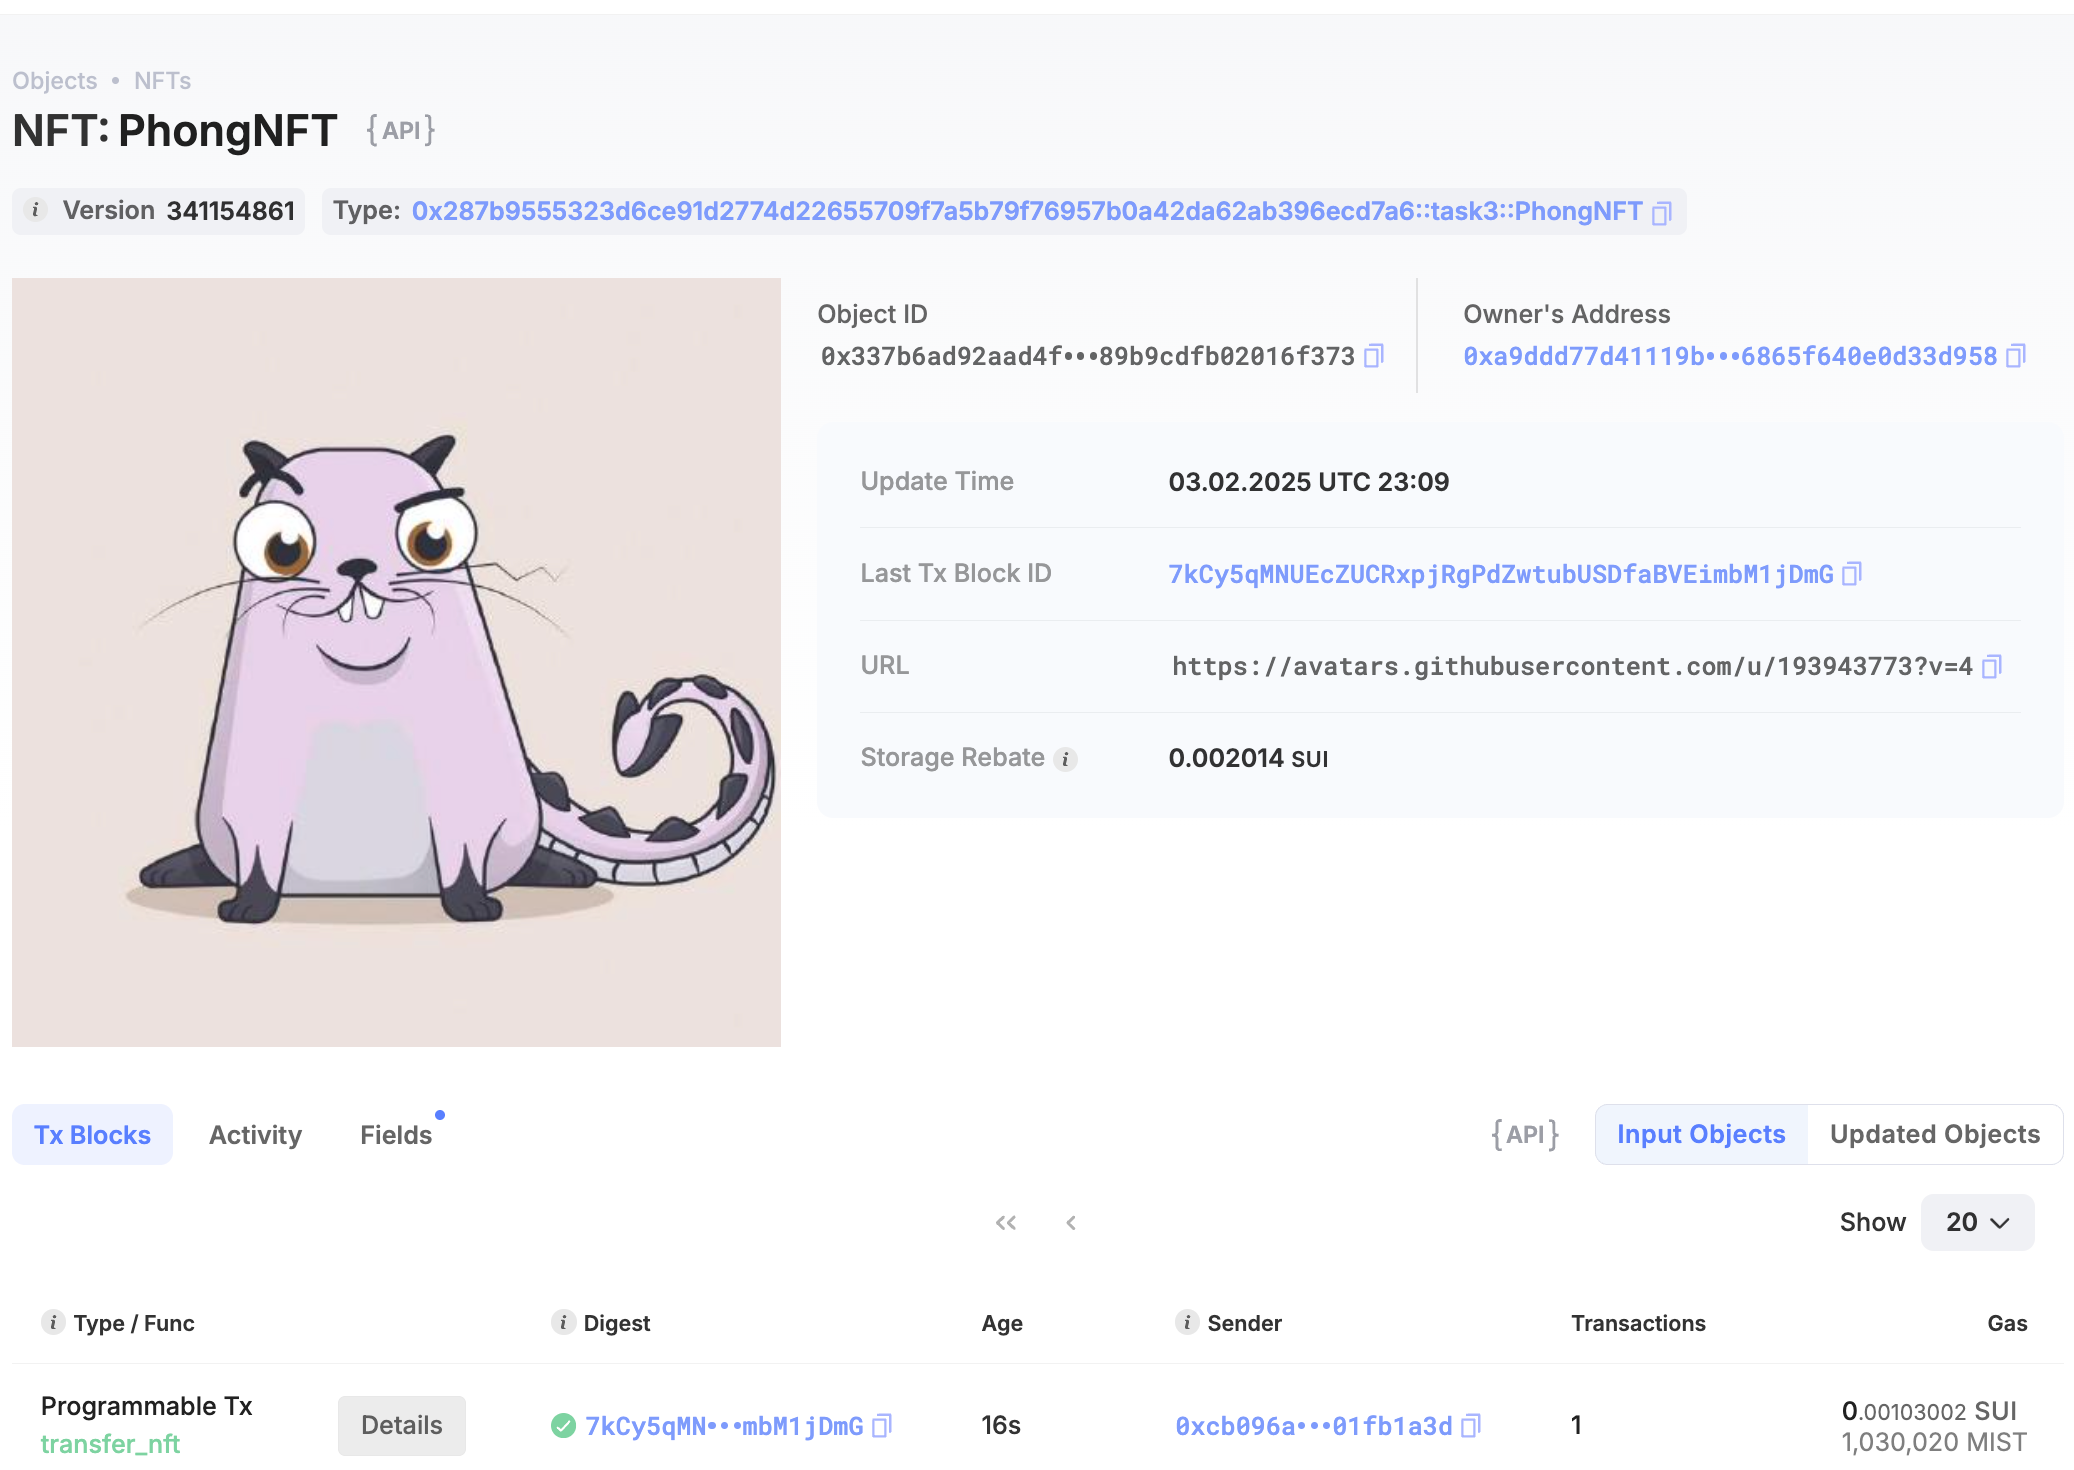 Objects • NFTs
NFT: PhongNFT {API}
i Version 341154861 Type: 0x287b9555323d6ce91d2774d22655709f7a5b79f76957b0a42da62ab396ecd7a6::task3::PhongNFT
Object ID
0x337b6ad92aad4f•••89b9cdfb02016f373
Owner's Address
0xa9ddd77d41119b•••6865f640e0d33d958
Update Time 03.02.2025 UTC 23:09
Last Tx Block ID 7kCy5qMNUEcZUCRxpjRgPdZwtubUSDfaBVEimbM1jDmG
URL https://avatars.githubusercontent.com/u/193943773?v=4
Storage Rebate i 0.002014 SUI
Tx Blocks Activity Fields {API} Input Objects Updated Objects
Show 20
i Type / Func i Digest Age i Sender Transactions Gas
Programmable Tx Details 7kCy5qMN•••mbM1jDmG 16s 0xcb096a•••01fb1a3d 1 0.00103002 SUI
transfer_nft 1,030,020 MIST